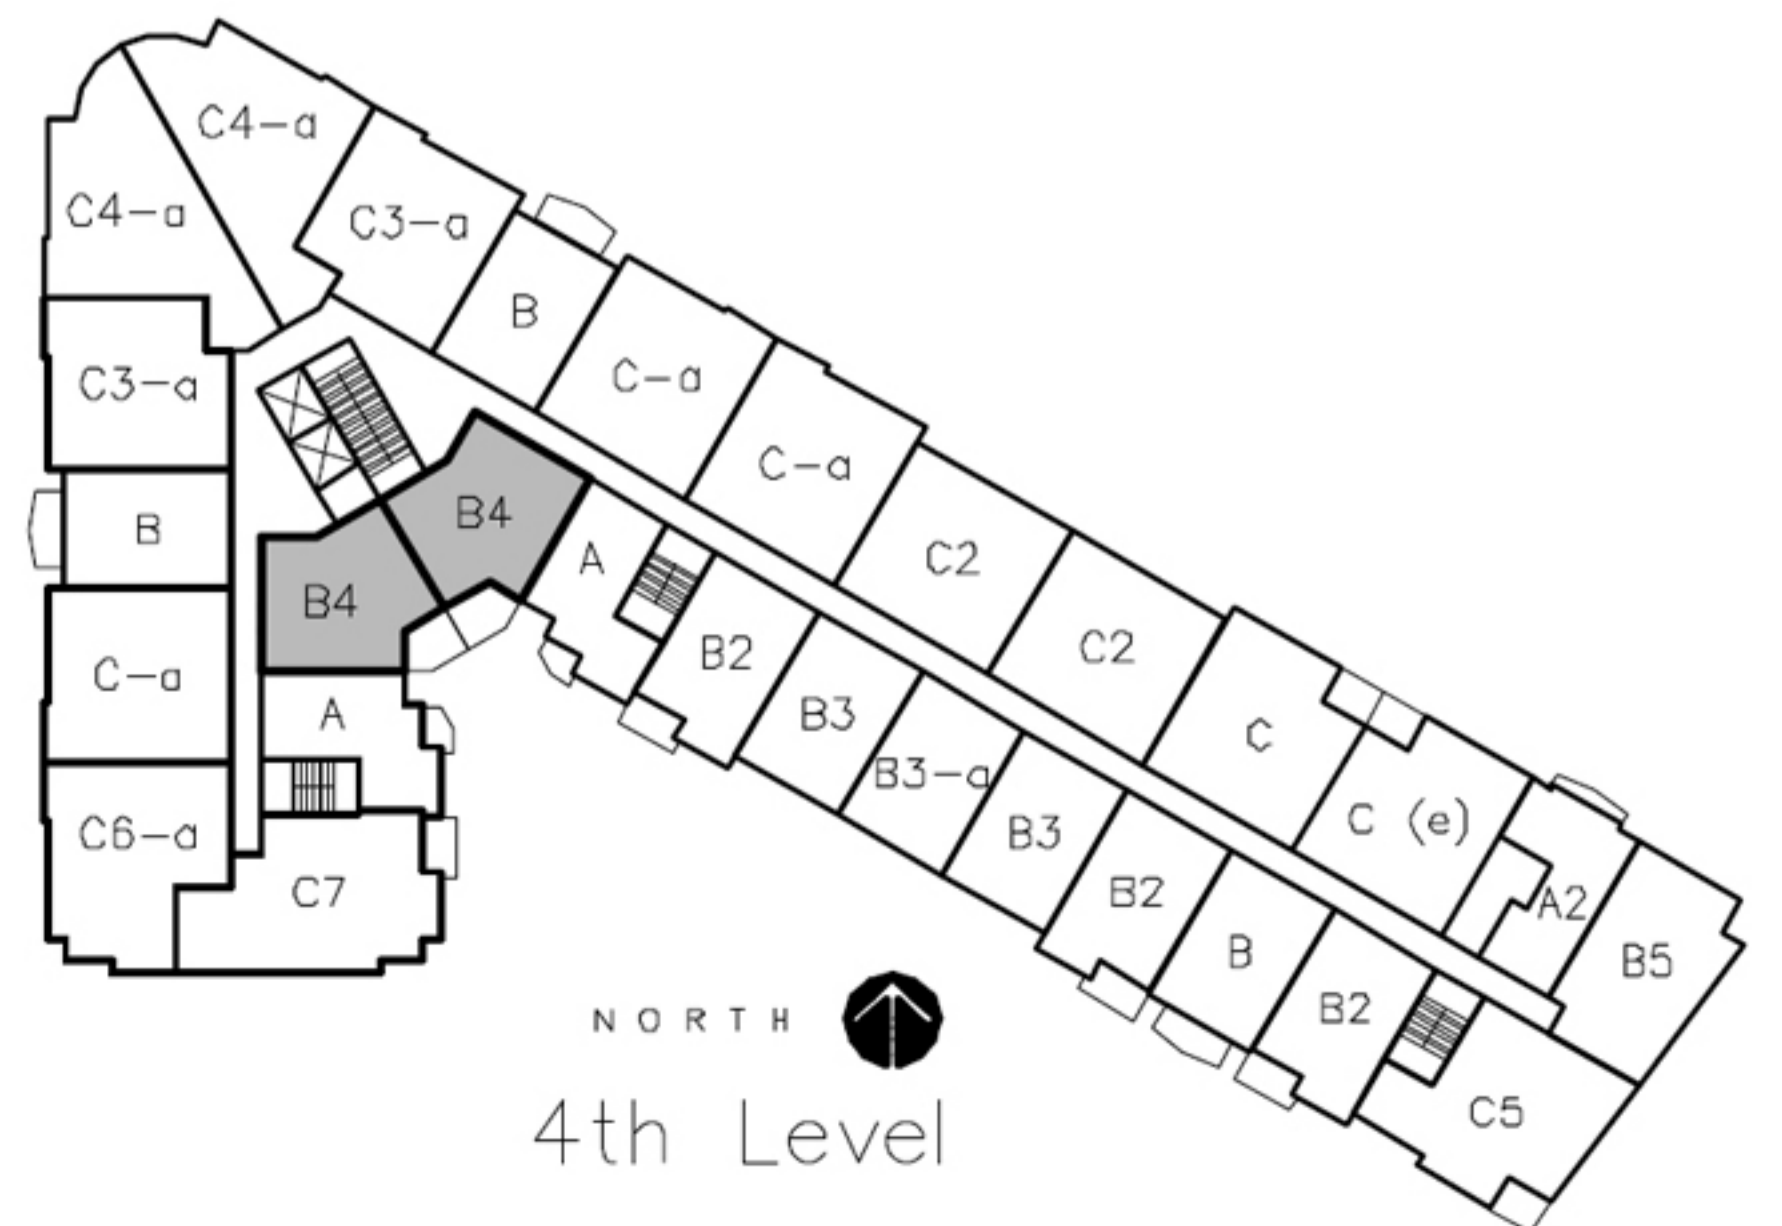 C4-a
C4-a
C3-a
B
C-a
C3-a
C-a
B4
B
A
C2
B4
C2
B2
C-a
A
B3
C
B3-a
C (e)
C6-a
B3
C7
B2
A2
B
B5
B2
NORTH
C5
4th Level